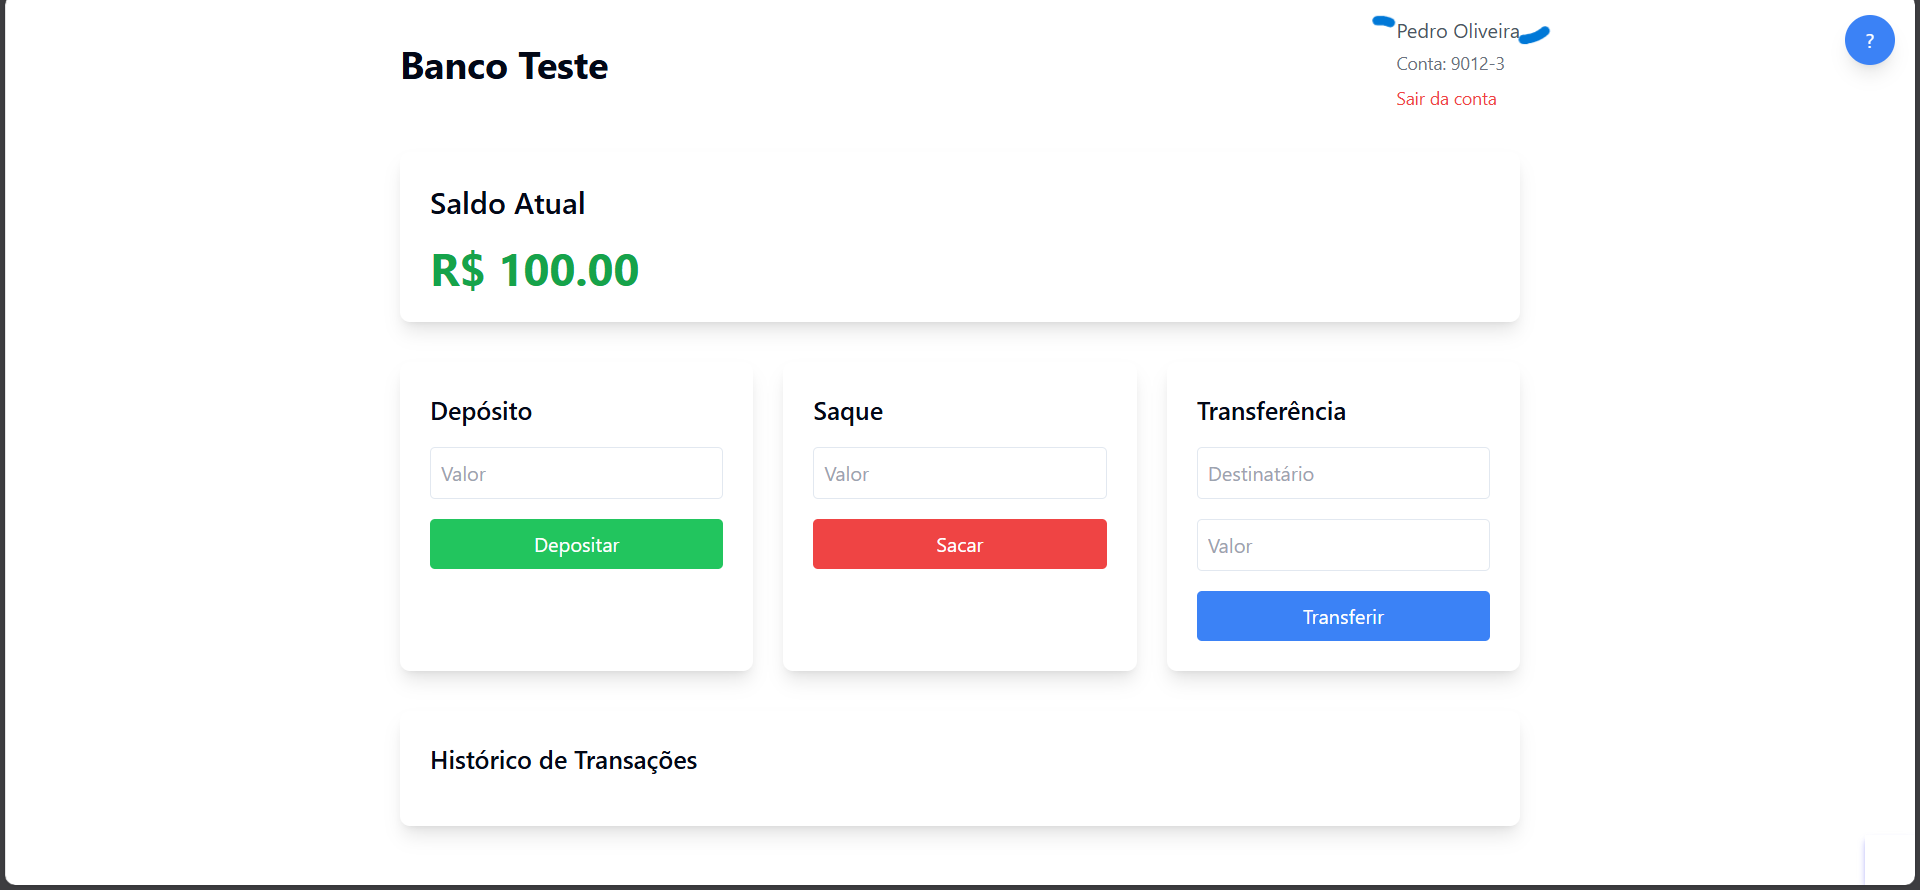 Banco Teste
Pedro Oliveira
Conta: 9012-3
Sair da conta
?
Saldo Atual
R$ 100.00
Depósito
Valor
Depositar
Saque
Valor
Sacar
Transferência
Destinatário
Valor
Transferir
Histórico de Transações